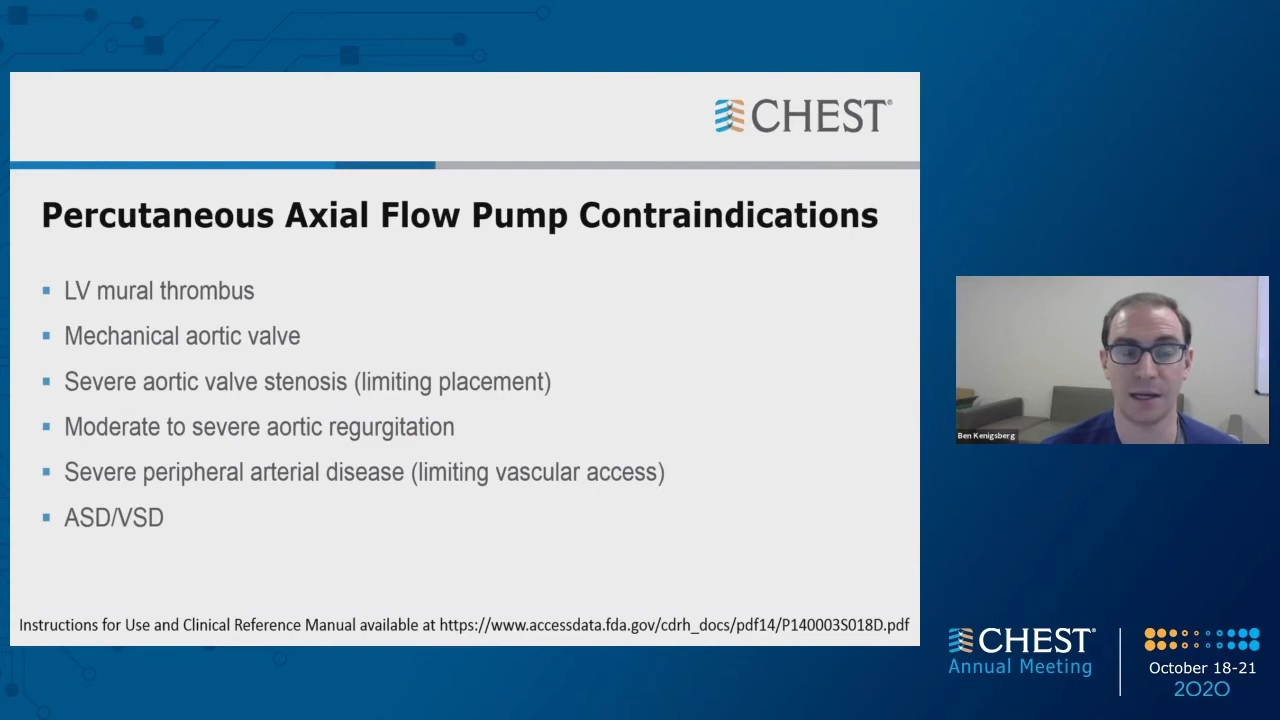 CHEST®
Percutaneous Axial Flow Pump Contraindications
▪ LV mural thrombus
▪ Mechanical aortic valve
▪ Severe aortic valve stenosis (limiting placement)
▪ Moderate to severe aortic regurgitation
▪ Severe peripheral arterial disease (limiting vascular access)
▪ ASD/VSD
Instructions for Use and Clinical Reference Manual available at https://www.accessdata.fda.gov/cdrh_docs/pdf14/P140003S018D.pdf
Ben Kenigsberg
CHEST®
Annual Meeting
October 18-21
2020